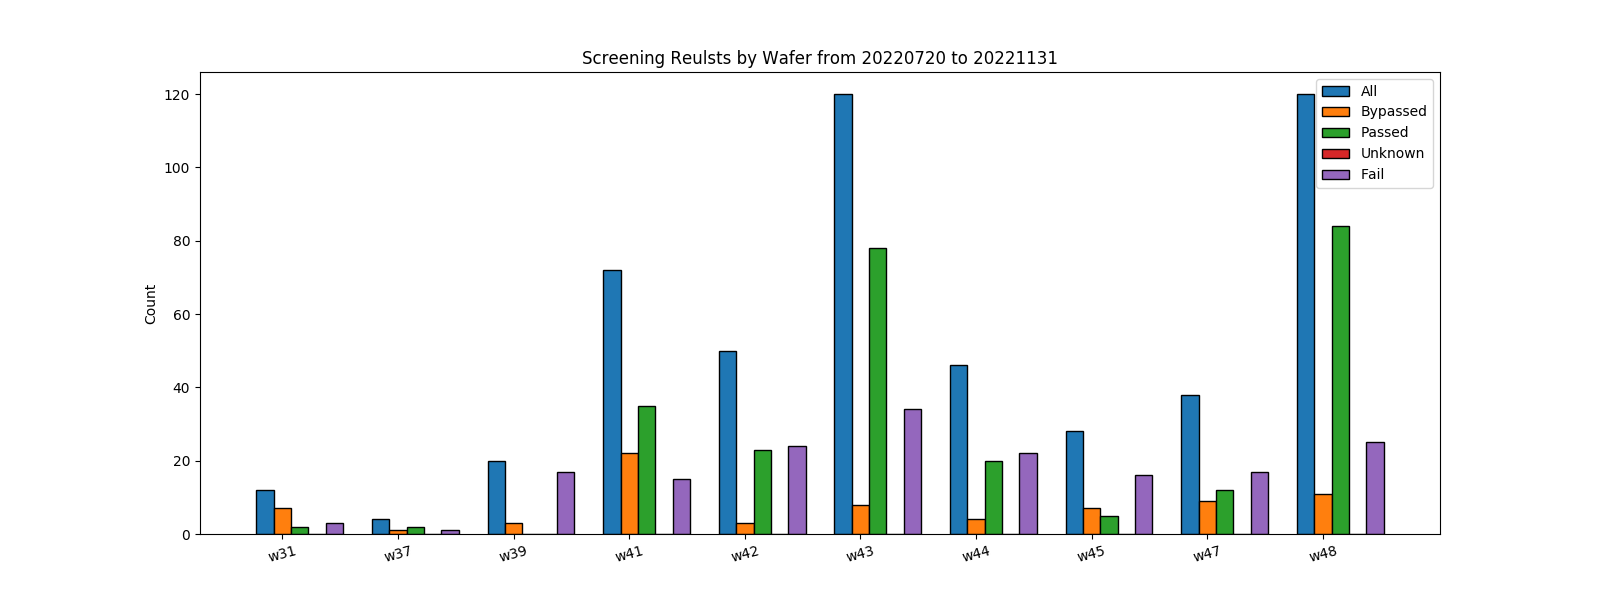 Screening Reulsts by Wafer from 20220720 to 20221131
120
100
80
60
40
20
0
Count
All
Bypassed
Passed
Unknown
Fail
w31 w37 w39 w41 w42 w43 w44 w45 w47 w48